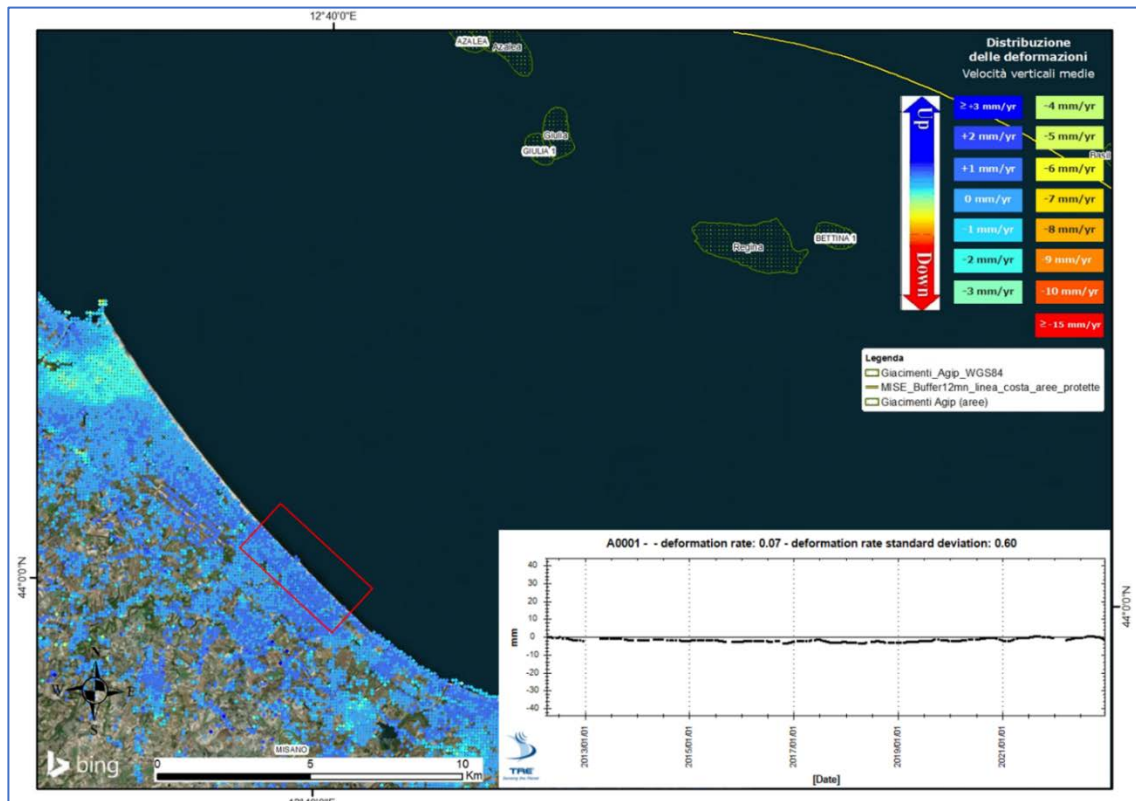 12°40'0"E
AZALEA
Azalea
Giulia
GIULIA 1
Regina
BETTINA 1
Distribuzione
delle deformazioni
Velocità verticali medie
Up
Down
≥ +3 mm/yr
+2 mm/yr
+1 mm/yr
0 mm/yr
-1 mm/yr
-2 mm/yr
-3 mm/yr
-4 mm/yr
-5 mm/yr
-6 mm/yr
-7 mm/yr
-8 mm/yr
-9 mm/yr
-10 mm/yr
≥ -15 mm/yr
Legenda
Giacimenti_Agip_WGS84
MISE_Buffer12mn_linea_costa_aree_protette
Giacimenti Agip (aree)
44°0'0"N
44°0'0"N
A0001 - - deformation rate: 0.07 - deformation rate standard deviation: 0.60
mm
40
30
20
10
0
-10
-20
-30
-40
2013/01/01
2015/01/01
2017/01/01
2019/01/01
2021/01/01
[Date]
TRE
N
W
E
S
MISANO
bing
0
5
10
Km